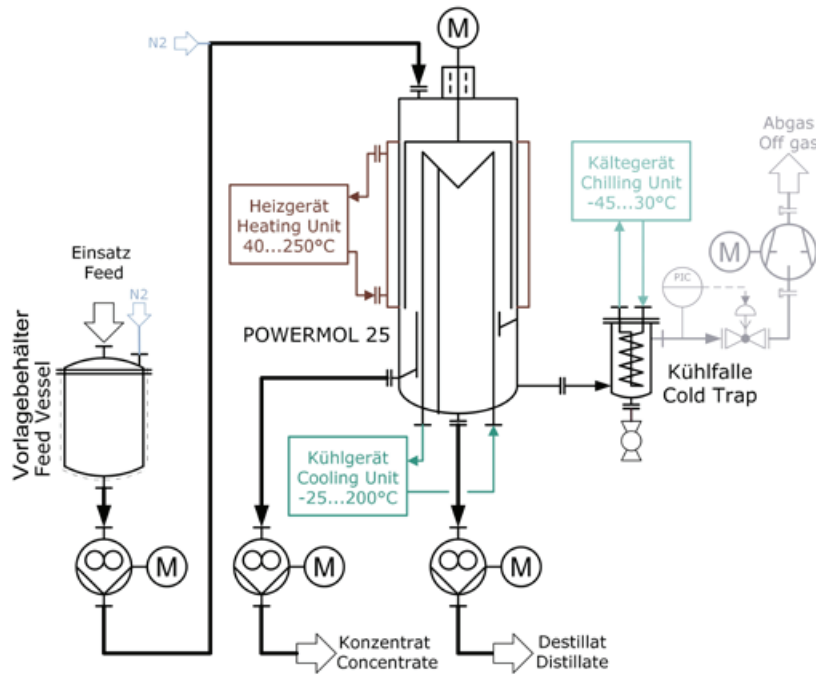 M
N2
Abgas
Off gas
Kältegerät
Chilling Unit
-45...30°C
Heizgerät
Heating Unit
40...250°C
M
Einsatz
Feed
N2
PIC
POWERMOL 25
Vorlagebehälter
Feed Vessel
Kühlfalle
Cold Trap
Kühlgerät
Cooling Unit
-25...200°C
M
M
M
Konzentrat
Concentrate
Destillat
Distillate